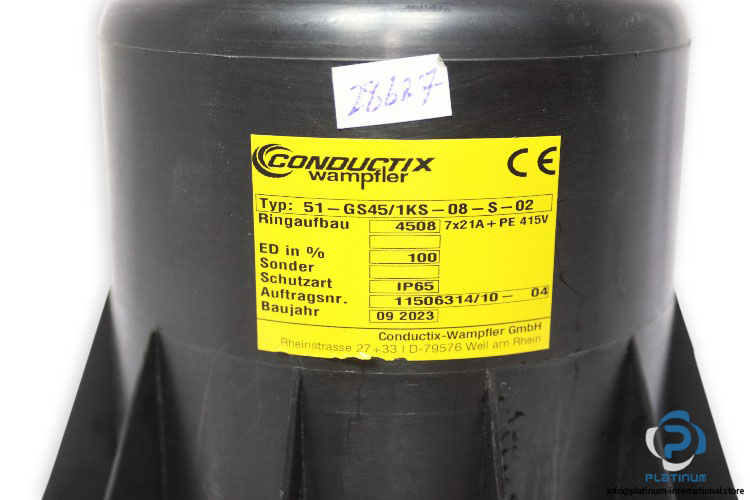 28627
CONDUCTIX
wampfler
CE
Typ: 51-GS45/1KS-08-S-02
Ringaufbau 4508 7x21A+PE 415V
ED in % 100
Sonder
Schutzart IP65
Auftragsnr. 11506314/10-04
Baujahr 09 2023
Conductix-Wampfler GmbH
Rheinstrasse 27+33 I D-79576 Weil am Rhein
PLATINUM
info@platinum-international.store